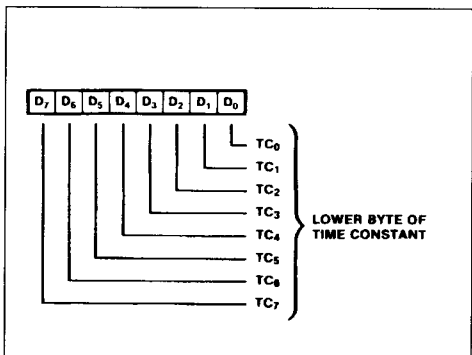 D7 D6 D5 D4 D3 D2 D1 D0
TC0
TC1
TC2
TC3
TC4
TC5
TC6
TC7
LOWER BYTE OF
TIME CONSTANT